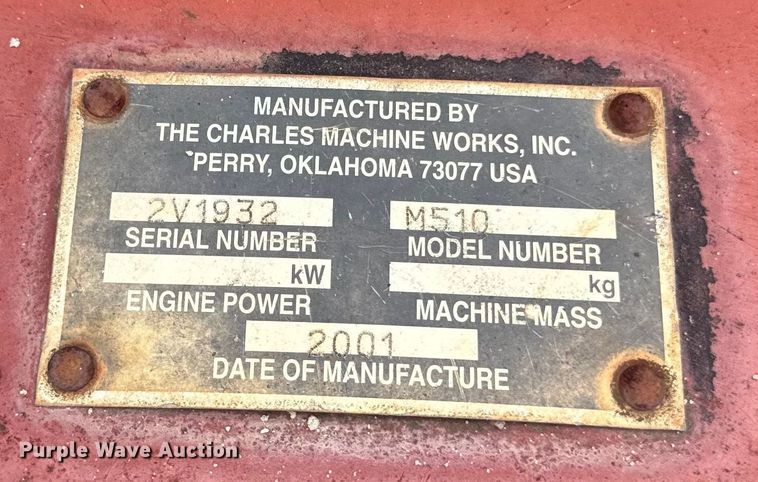 MANUFACTURED BY
THE CHARLES MACHINE WORKS, INC.
PERRY, OKLAHOMA 73077 USA
2V1932 M510
SERIAL NUMBER MODEL NUMBER
kW kg
ENGINE POWER MACHINE MASS
2001
DATE OF MANUFACTURE
Purple Wave Auction